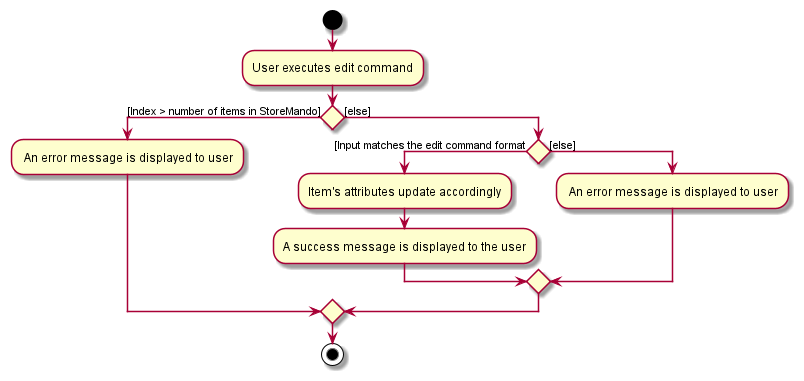 User executes edit command
[Index > number of items in StoreMando]
[else]
An error message is displayed to user
[Input matches the edit command format
[else]
Item's attributes update accordingly
An error message is displayed to user
A success message is displayed to the user